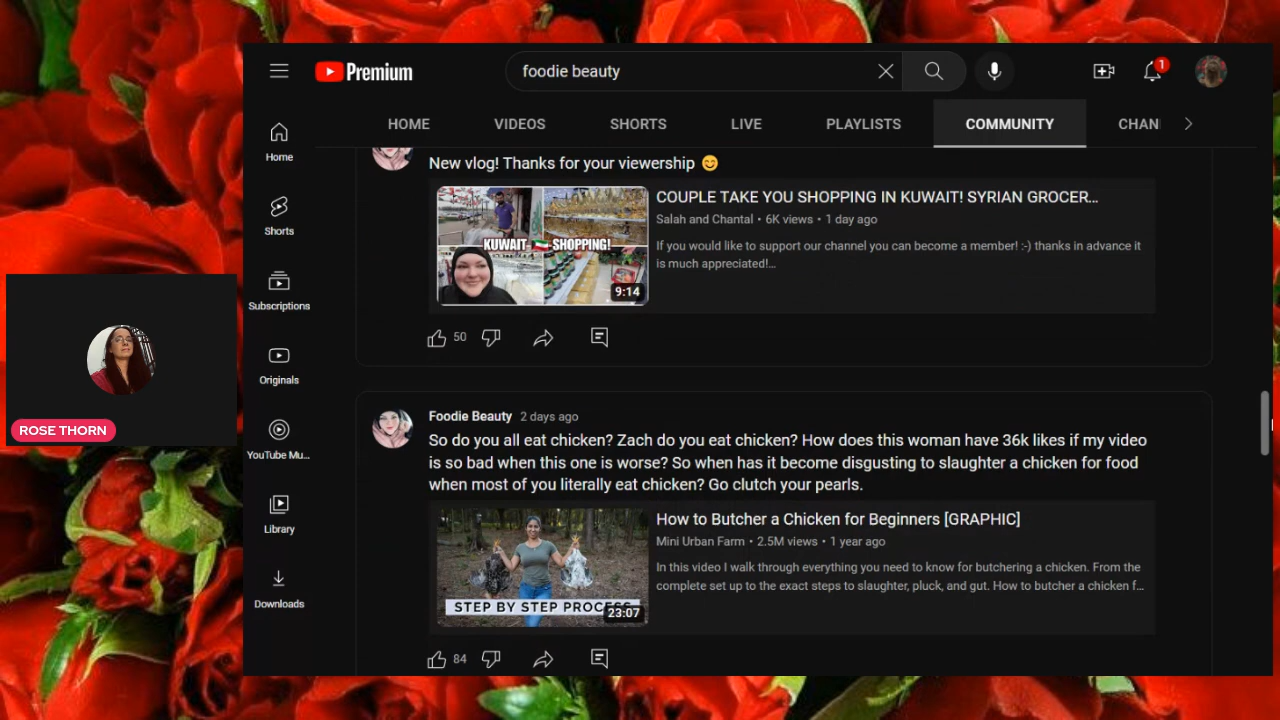 Premium
foodie beauty
1
HOME VIDEOS SHORTS LIVE PLAYLISTS COMMUNITY CHAN
Home
Shorts
Subscriptions
Originals
YouTube Mu...
Library
Downloads
ROSE THORN
New vlog! Thanks for your viewership 😊
KUWAIT SHOPPING!
9:14
COUPLE TAKE YOU SHOPPING IN KUWAIT! SYRIAN GROCER...
Salah and Chantal • 6K views • 1 day ago
If you would like to support our channel you can become a member! :-) thanks in advance it
is much appreciated!...
50
Foodie Beauty 2 days ago
So do you all eat chicken? Zach do you eat chicken? How does this woman have 36k likes if my video
is so bad when this one is worse? So when has it become disgusting to slaughter a chicken for food
when most of you literally eat chicken? Go clutch your pearls.
STEP BY STEP PROCESS
23:07
How to Butcher a Chicken for Beginners [GRAPHIC]
Mini Urban Farm • 2.5M views • 1 year ago
In this video I walk through everything you need to know for butchering a chicken. From the
complete set up to the exact steps to slaughter, pluck, and gut. How to butcher a chicken f...
84